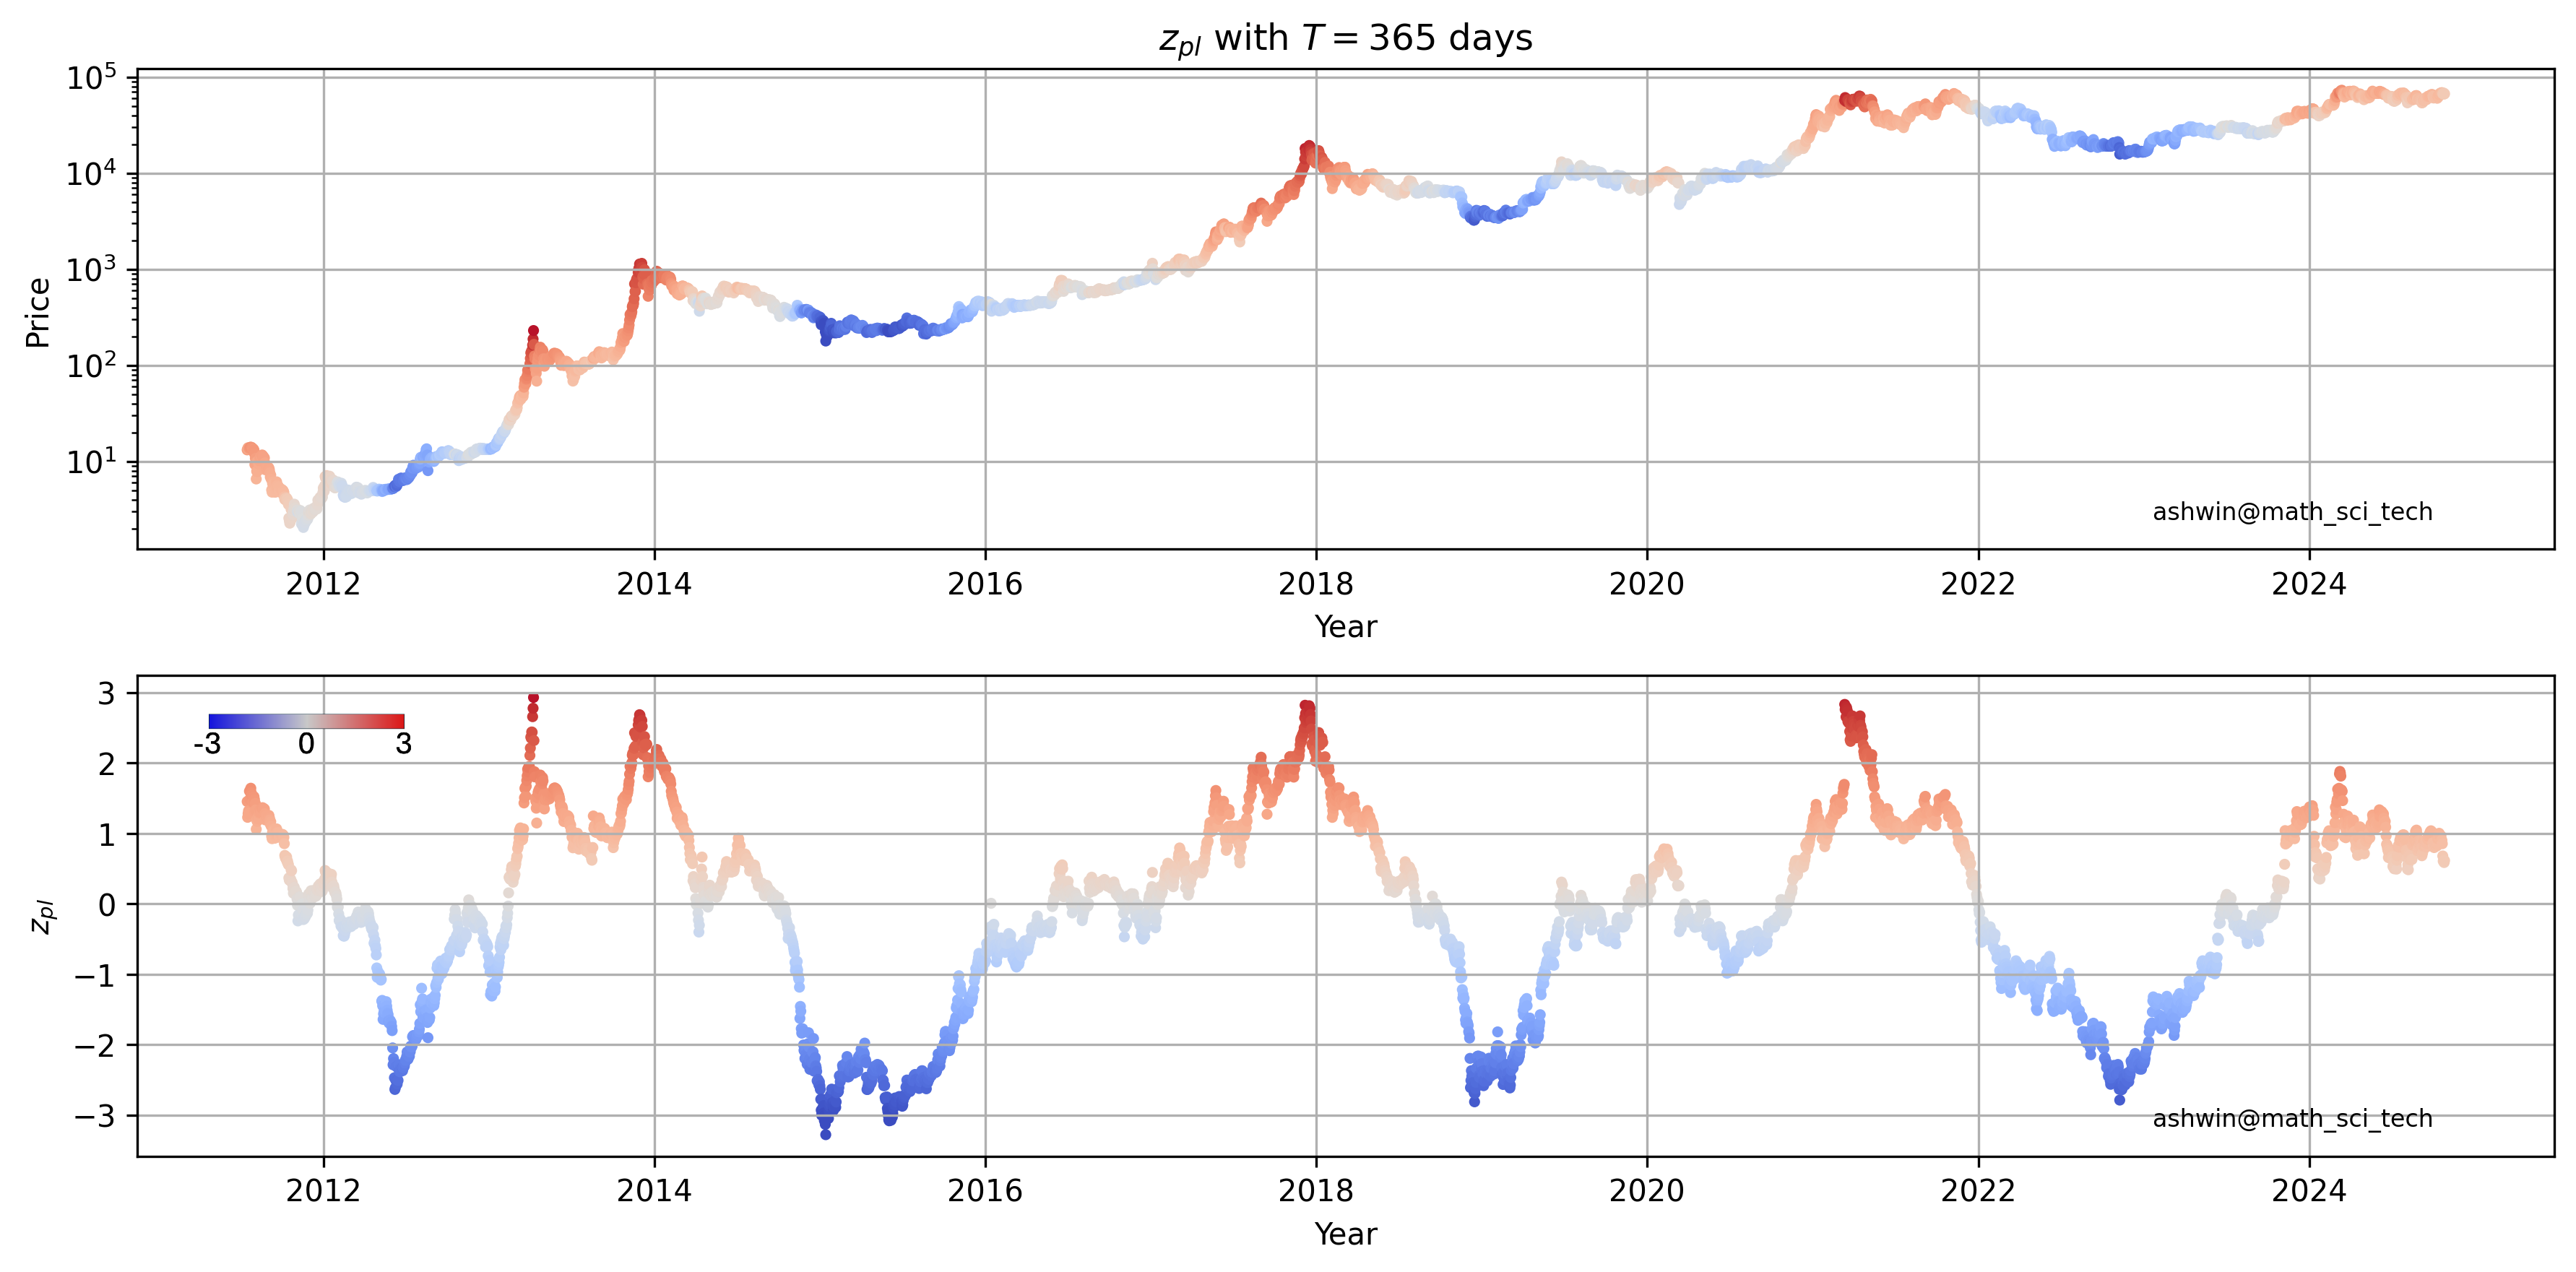 z_pl with T = 365 days
10^5
10^4
10^3
10^2
10^1
Price
ashwin@math_sci_tech
2012 2014 2016 2018 2020 2022 2024
Year
3
2
1
0
−1
−2
−3
z_pl
-3 0 3
ashwin@math_sci_tech
2012 2014 2016 2018 2020 2022 2024
Year